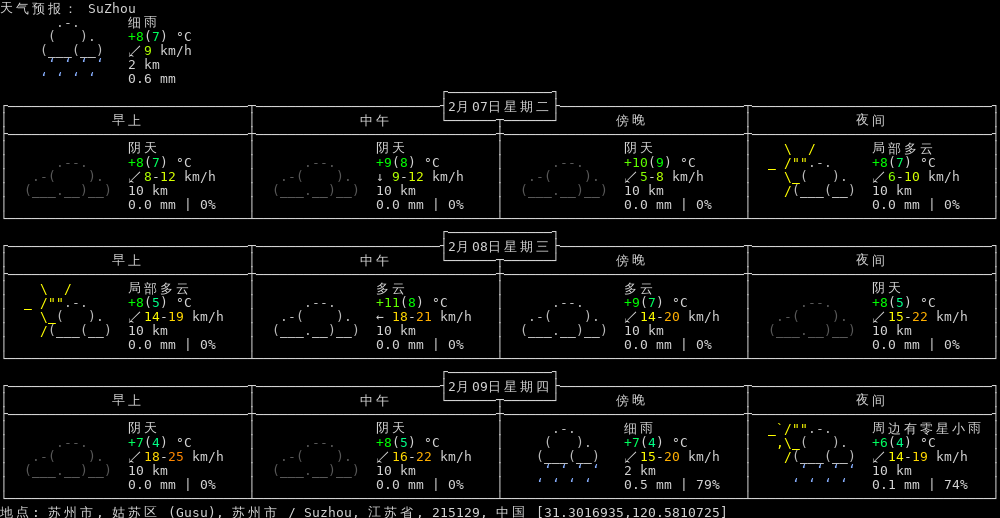 天气预报： SuZhou
细雨
+8(7) °C
↙ 9 km/h
2 km
0.6 mm
2月07日星期二
早上 中午 傍晚 夜间
阴天 阴天 阴天 局部多云
+8(7) °C +9(8) °C +10(9) °C +8(7) °C
↙ 8-12 km/h ↓ 9-12 km/h ↙ 5-8 km/h ↙ 6-10 km/h
10 km 10 km 10 km 10 km
0.0 mm | 0% 0.0 mm | 0% 0.0 mm | 0% 0.0 mm | 0%
2月08日星期三
早上 中午 傍晚 夜间
局部多云 多云 多云 阴天
+8(5) °C +11(8) °C +9(7) °C +8(5) °C
↙ 14-19 km/h ← 18-21 km/h ↙ 14-20 km/h ↙ 15-22 km/h
10 km 10 km 10 km 10 km
0.0 mm | 0% 0.0 mm | 0% 0.0 mm | 0% 0.0 mm | 0%
2月09日星期四
早上 中午 傍晚 夜间
阴天 阴天 细雨 周边有零星小雨
+7(4) °C +8(5) °C +7(4) °C +6(4) °C
↙ 18-25 km/h ↙ 16-22 km/h ↙ 15-20 km/h ↙ 14-19 km/h
10 km 10 km 2 km 10 km
0.0 mm | 0% 0.0 mm | 0% 0.5 mm | 79% 0.1 mm | 74%
地点: 苏州市, 姑苏区 (Gusu), 苏州市 / Suzhou, 江苏省, 215129, 中国 [31.3016935,120.5810725]